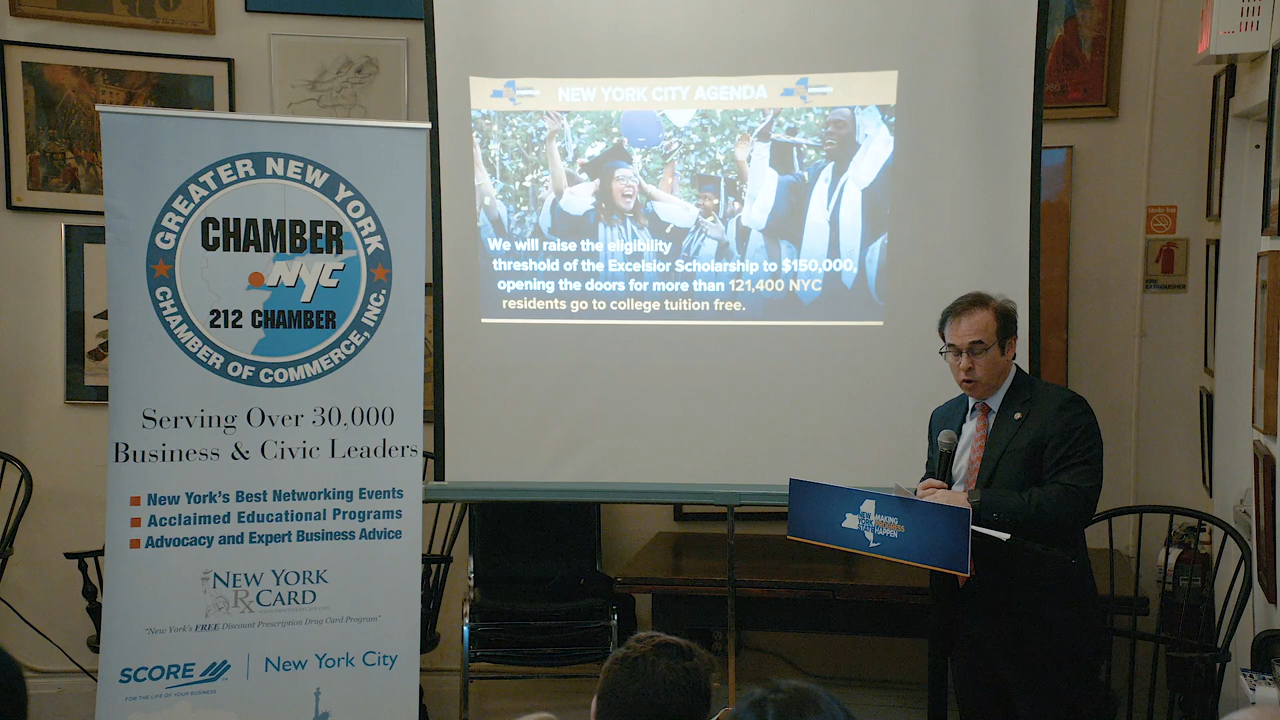 GREATER NEW YORK
CHAMBER
NYC
212 CHAMBER
CHAMBER OF COMMERCE, INC.
Serving Over 30,000
Business & Civic Leaders
New York's Best Networking Events
Acclaimed Educational Programs
Advocacy and Expert Business Advice
NEW YORK
Rx CARD
"New York's FREE Discount Prescription Drug Card Program"
SCORE
FOR THE LIFE OF YOUR BUSINESS
New York City
NEW YORK CITY AGENDA
We will raise the eligibility
threshold of the Excelsior Scholarship to $150,000,
opening the doors for more than 121,400 NYC
residents go to college tuition free.
NEW YORK STATE
MAKING PROGRESS HAPPEN
FIRE
EXTINGUISHER